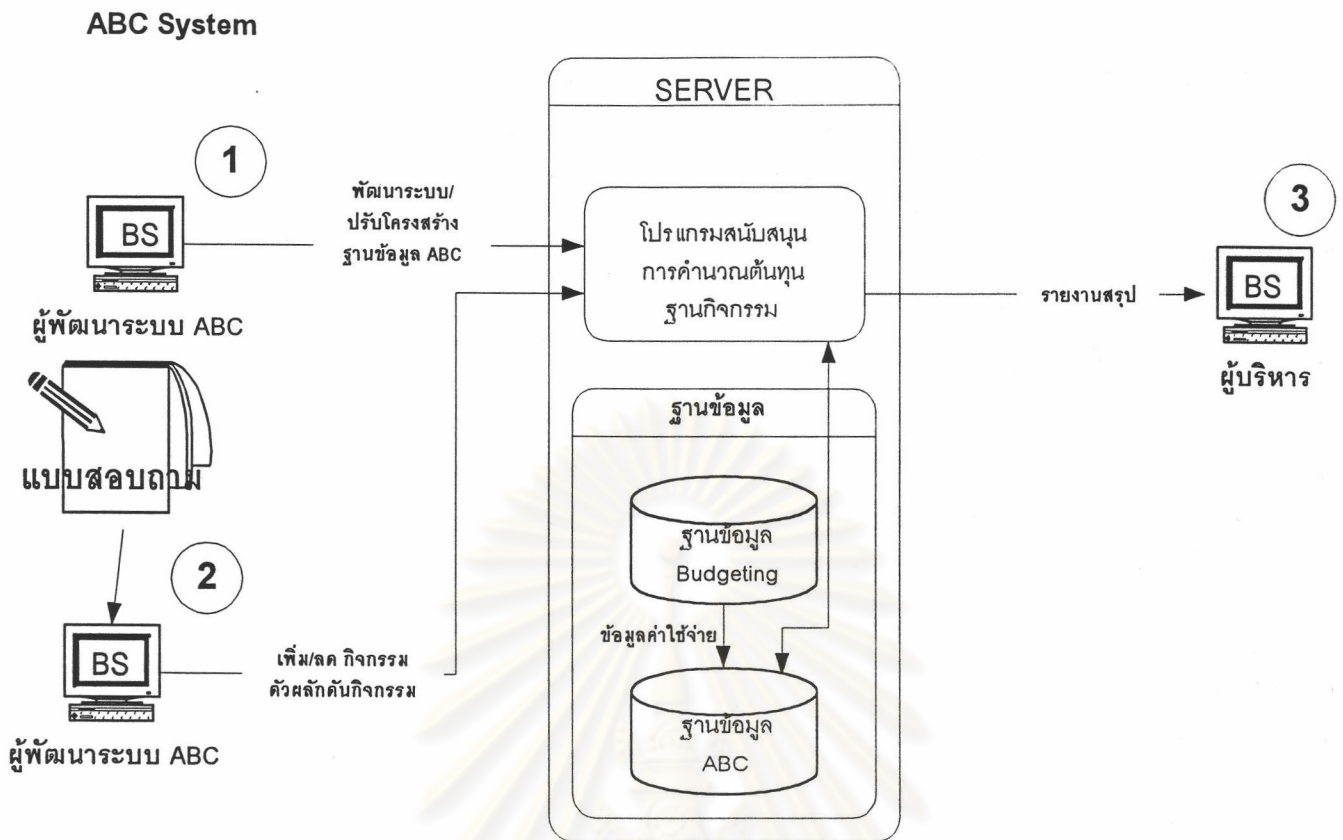 ABC System
SERVER
1
BS
ผู้พัฒนาระบบ ABC
พัฒนาระบบ/
ปรับโครงสร้าง
ฐานข้อมูล ABC
โปรแกรมสนับสนุน
การคำนวณต้นทุน
ฐานกิจกรรม
รายงานสรุป
3
BS
ผู้บริหาร
แบบสอบถาม
2
BS
ผู้พัฒนาระบบ ABC
เพิ่ม/ลด กิจกรรม
ตัวผลักดันกิจกรรม
ฐานข้อมูล
ฐานข้อมูล
Budgeting
ข้อมูลค่าใช้จ่าย
ฐานข้อมูล
ABC